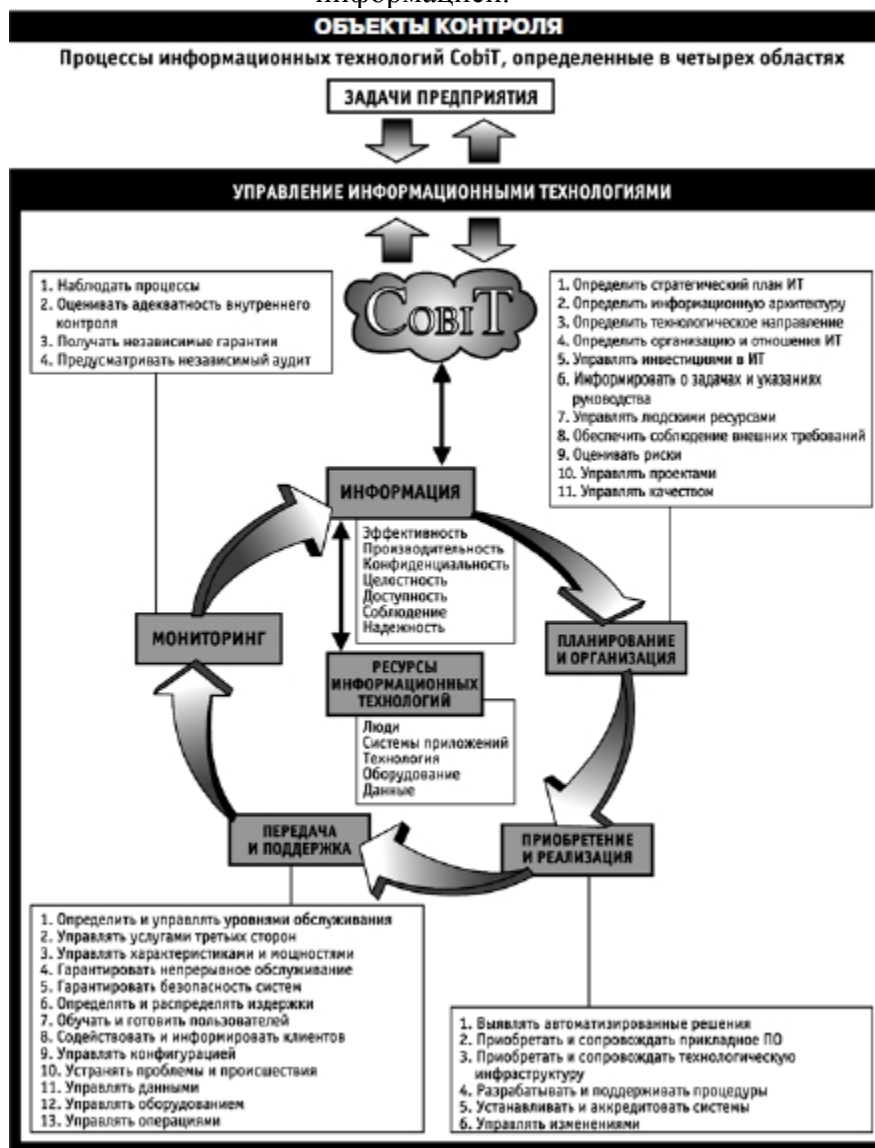 информацией.
ОБЪЕКТЫ КОНТРОЛЯ
Процессы информационных технологий CobiT, определенные в четырех областях
ЗАДАЧИ ПРЕДПРИЯТИЯ
УПРАВЛЕНИЕ ИНФОРМАЦИОННЫМИ ТЕХНОЛОГИЯМИ
COBIT
1. Наблюдать процессы
2. Оценивать адекватность внутреннего
контроля
3. Получать независимые гарантии
4. Предусматривать независимый аудит
1. Определить стратегический план ИТ
2. Определить информационную архитектуру
3. Определить технологическое направление
4. Определить организацию и отношения ИТ
5. Управлять инвестициями в ИТ
6. Информировать о задачах и указаниях
руководства
7. Управлять людскими ресурсами
8. Обеспечить соблюдение внешних требований
9. Оценивать риски
10. Управлять проектами
11. Управлять качеством
ИНФОРМАЦИЯ
Эффективность
Производительность
Конфиденциальность
Целостность
Доступность
Соблюдение
Надежность
МОНИТОРИНГ
ПЛАНИРОВАНИЕ
И ОРГАНИЗАЦИЯ
РЕСУРСЫ
ИНФОРМАЦИОННЫХ
ТЕХНОЛОГИЙ
Люди
Системы приложений
Технология
Оборудование
Данные
ПЕРЕДАЧА
И ПОДДЕРЖКА
ПРИОБРЕТЕНИЕ
И РЕАЛИЗАЦИЯ
1. Определить и управлять уровнями обслуживания
2. Управлять услугами третьих сторон
3. Управлять характеристиками и мощностями
4. Гарантировать непрерывное обслуживание
5. Гарантировать безопасность систем
6. Определять и распределять издержки
7. Обучать и готовить пользователей
8. Содействовать и информировать клиентов
9. Управлять конфигурацией
10. Устранять проблемы и происшествия
11. Управлять данными
12. Управлять оборудованием
13. Управлять операциями
1. Выявлять автоматизированные решения
2. Приобретать и сопровождать прикладное ПО
3. Приобретать и сопровождать технологическую
инфраструктуру
4. Разрабатывать и поддерживать процедуры
5. Устанавливать и аккредитовать системы
6. Управлять изменениями